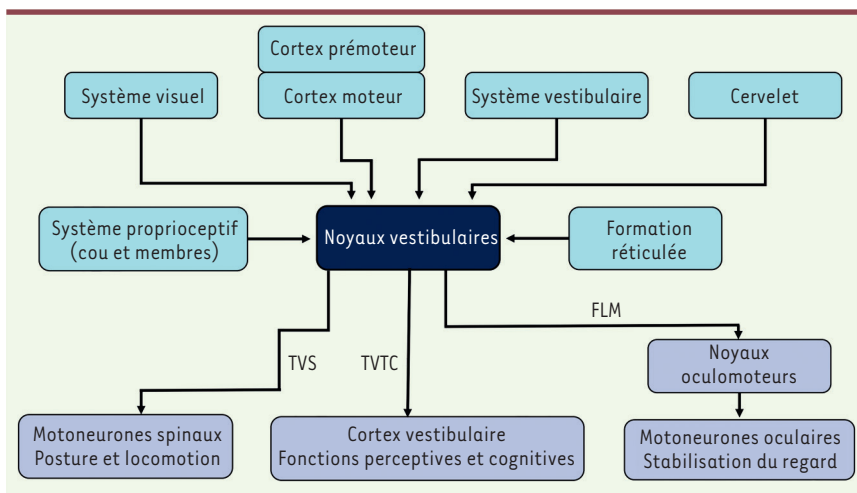 Cortex prémoteur
Système visuel
Cortex moteur
Système vestibulaire
Cervelet
Système proprioceptif
(cou et membres)
Noyaux vestibulaires
Formation
réticulée
FLM
TVS
TVTC
Noyaux
oculomoteurs
Motoneurones spinaux
Posture et locomotion
Cortex vestibulaire
Fonctions perceptives et cognitives
Motoneurones oculaires
Stabilisation du regard